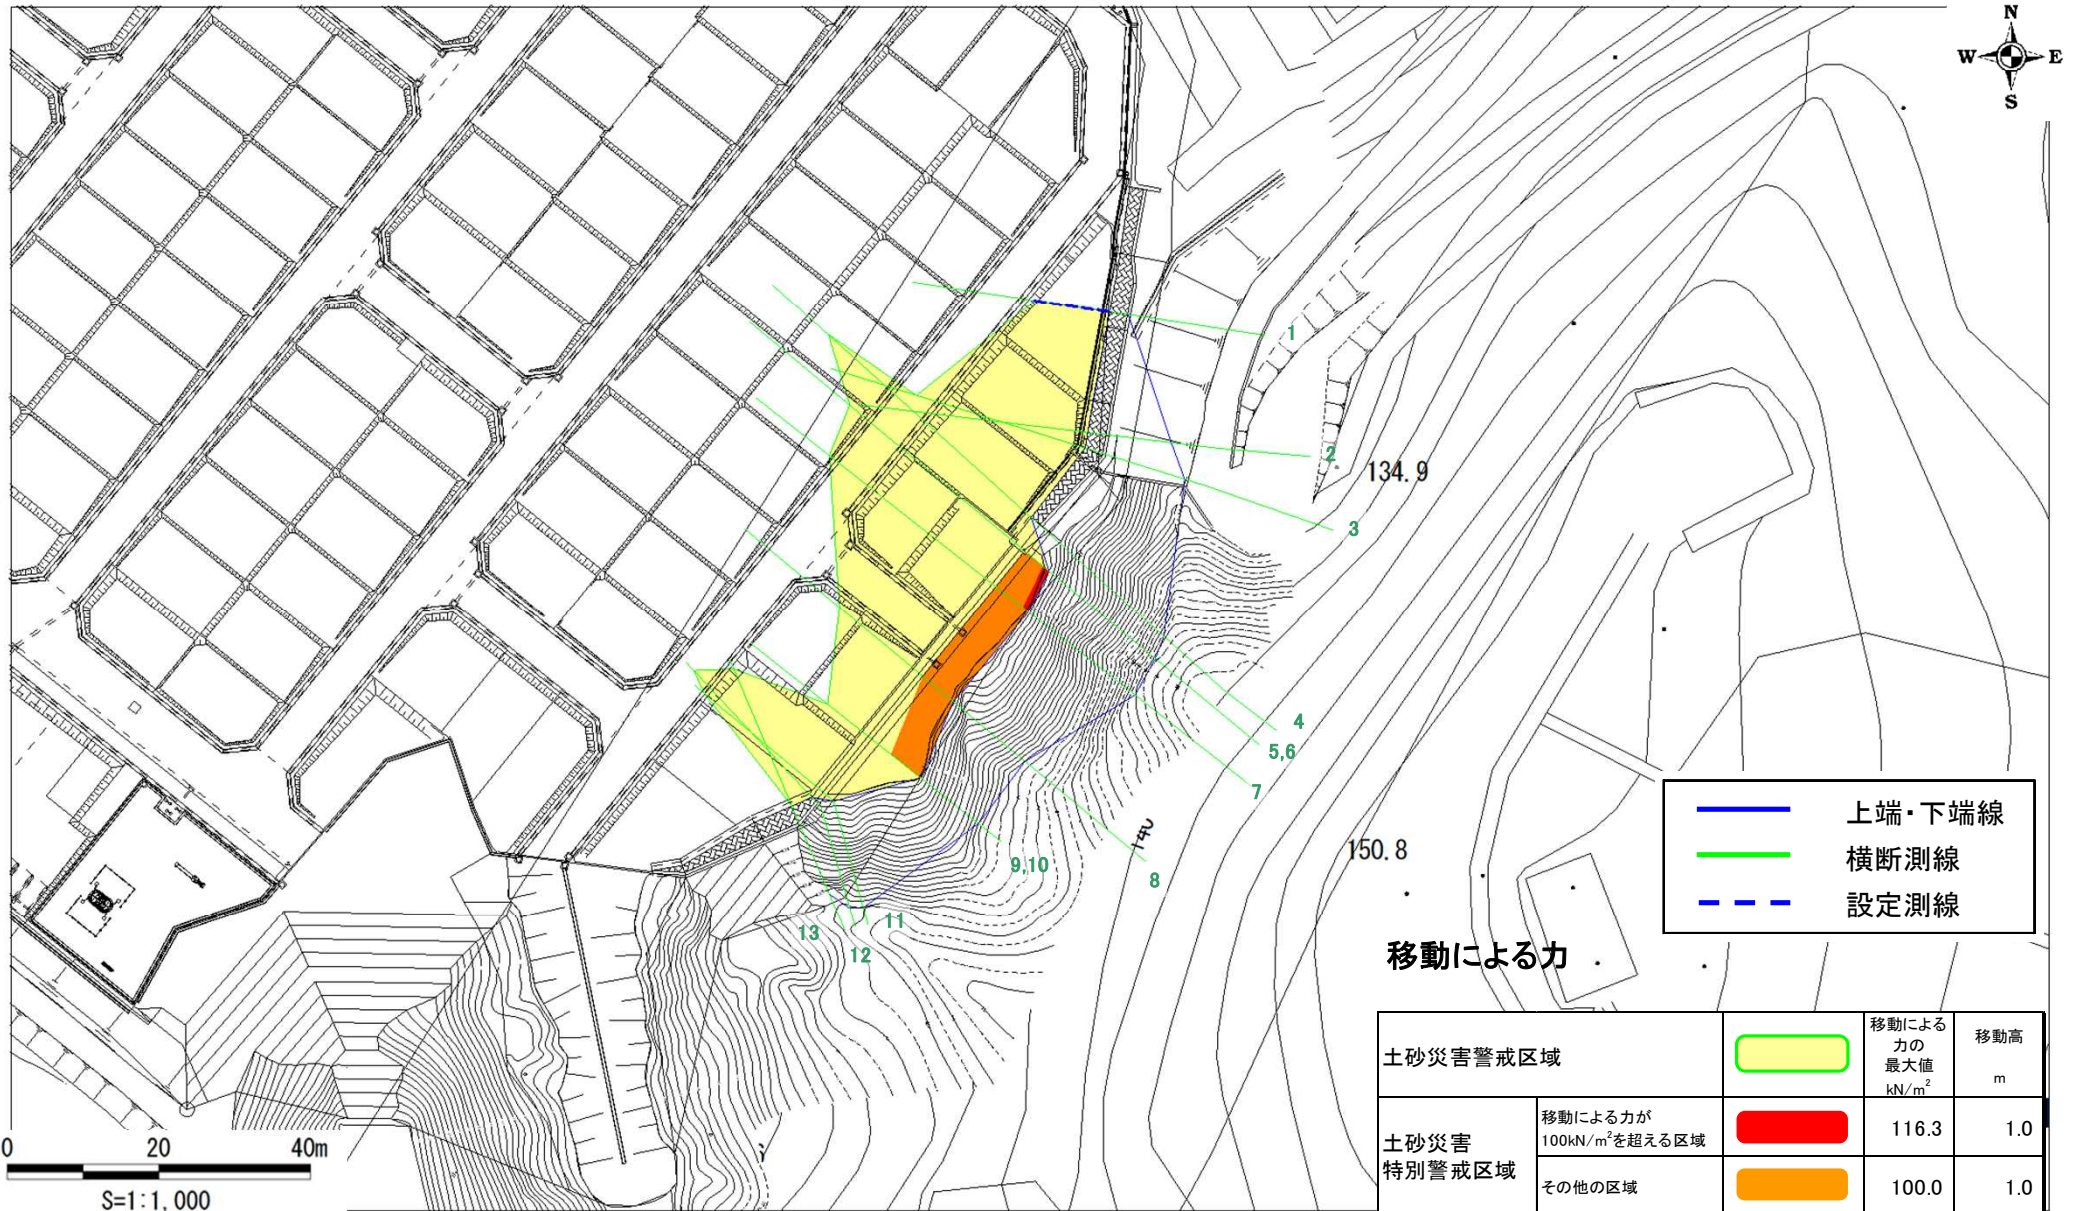 N
W E
S
1
2
134.9
3
4
5,6
7
140
150.8
8
9,10
11
13
12
上端・下端線
横断測線
設定測線
移動による力
土砂災害警戒区域
移動による
力の
最大値
kN/m²
移動高
m
土砂災害
特別警戒区域
移動による力が
100kN/m²を超える区域
116.3
1.0
その他の区域
100.0
1.0
0 20 40m
S=1:1,000